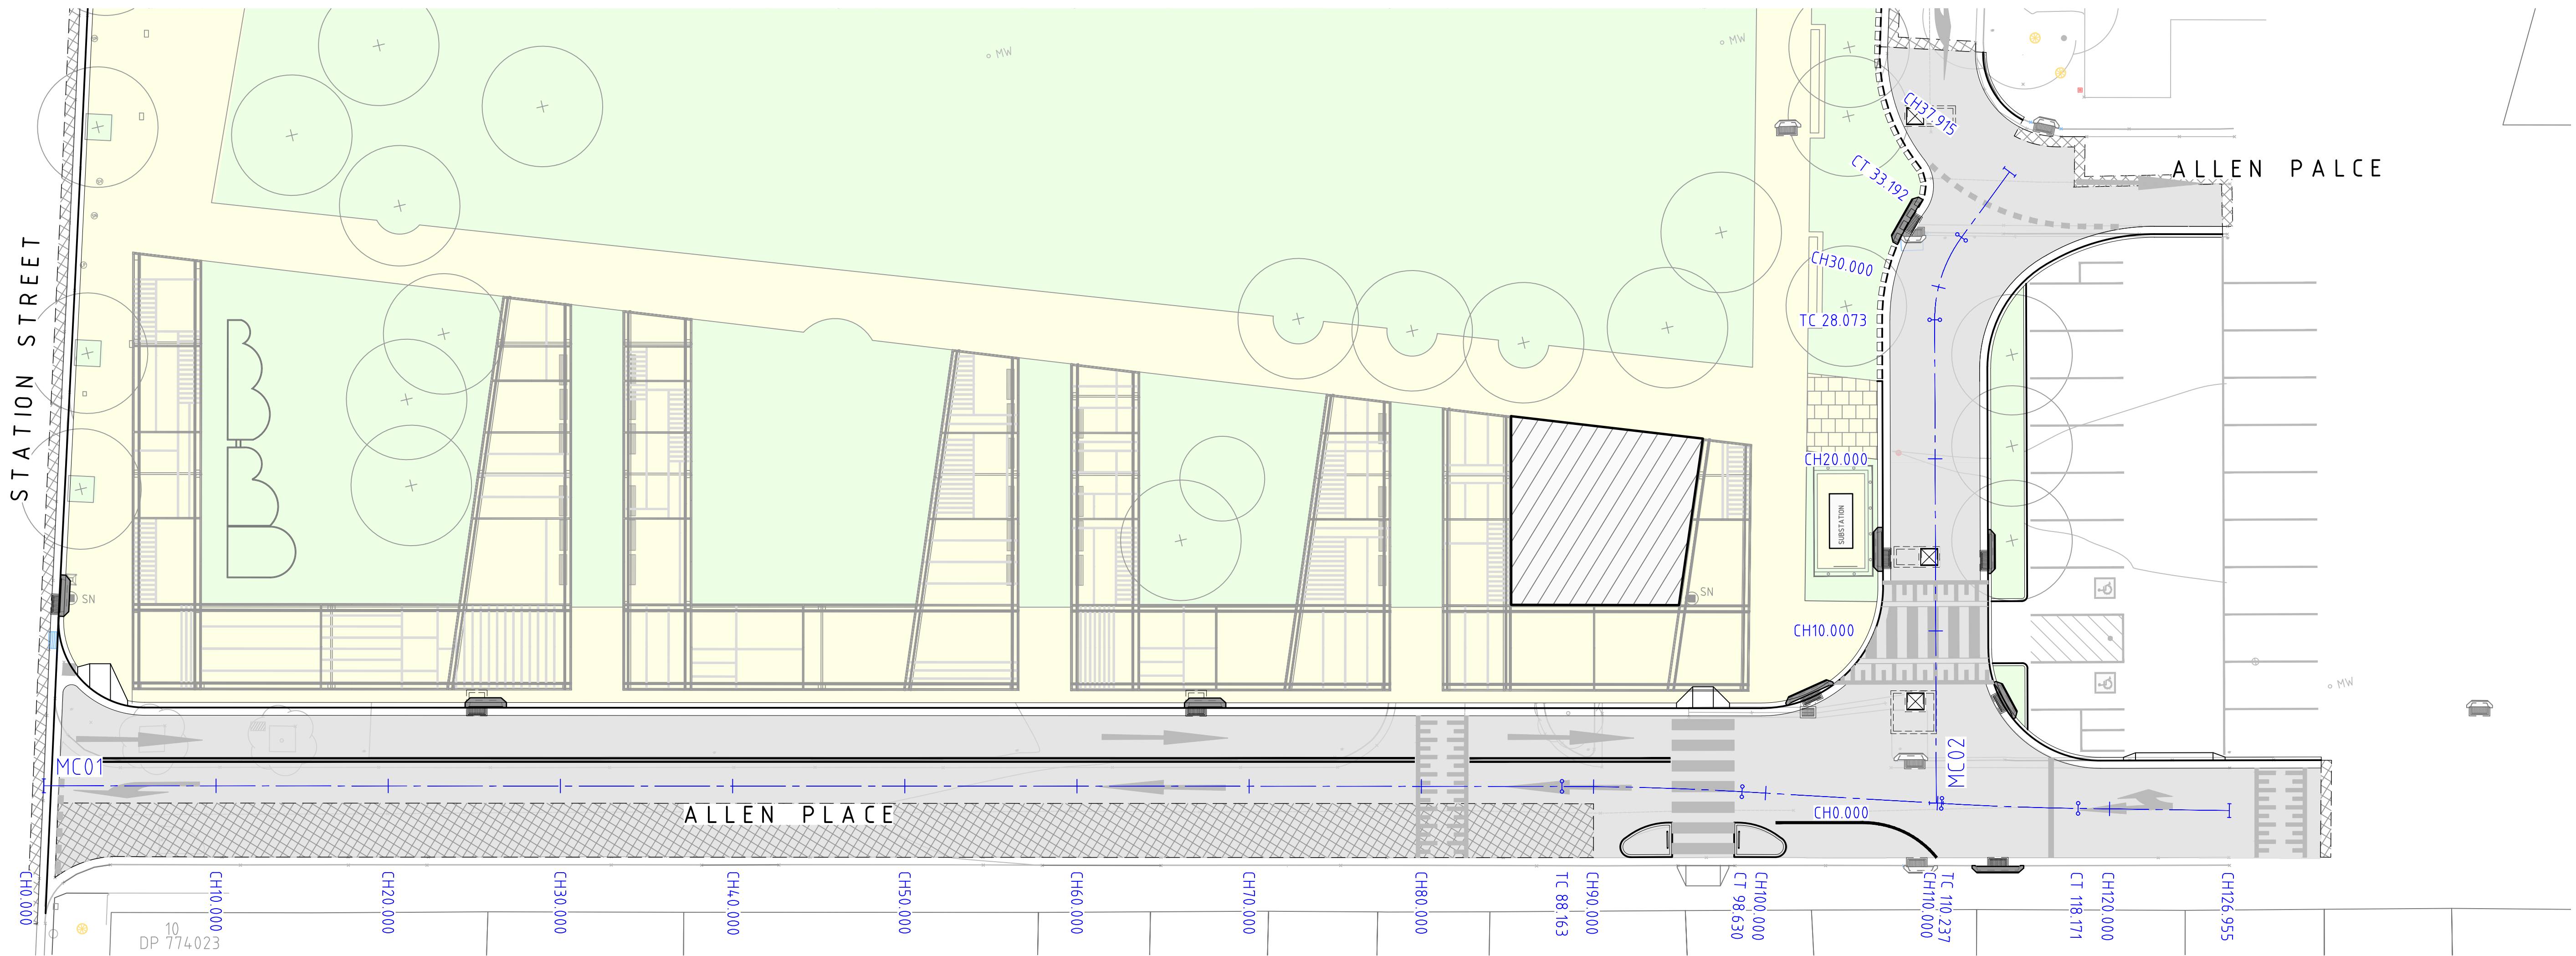 MW
MW
CH37.915
CT 33.192
ALLEN PALCE
STATION STREET
CH30.000
TC 28.073
CH20.000
SUBSTATION
SN
SN
CH10.000
MW
MC01
MC02
ALLEN PLACE
CH0.000
CH0.000
CH10.000
CH20.000
CH30.000
CH40.000
CH50.000
CH60.000
CH70.000
CH80.000
TC 88.163
CH90.000
CT 98.630
CH100.000
CH110.000
TC 110.237
CT 118.171
CH120.000
CH126.955
10
DP 774023